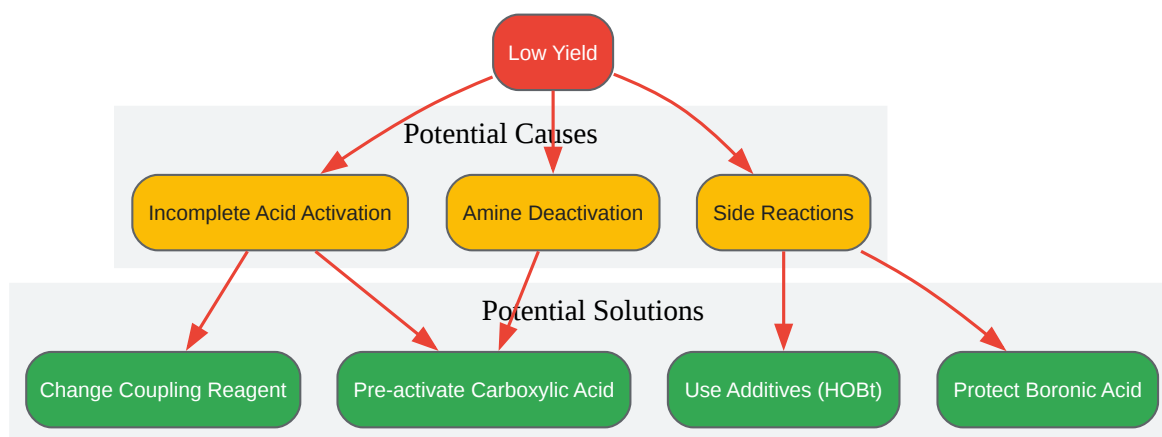 Low Yield
Potential Causes
Incomplete Acid Activation
Amine Deactivation
Side Reactions
Potential Solutions
Change Coupling Reagent
Pre-activate Carboxylic Acid
Use Additives (HOBt)
Protect Boronic Acid